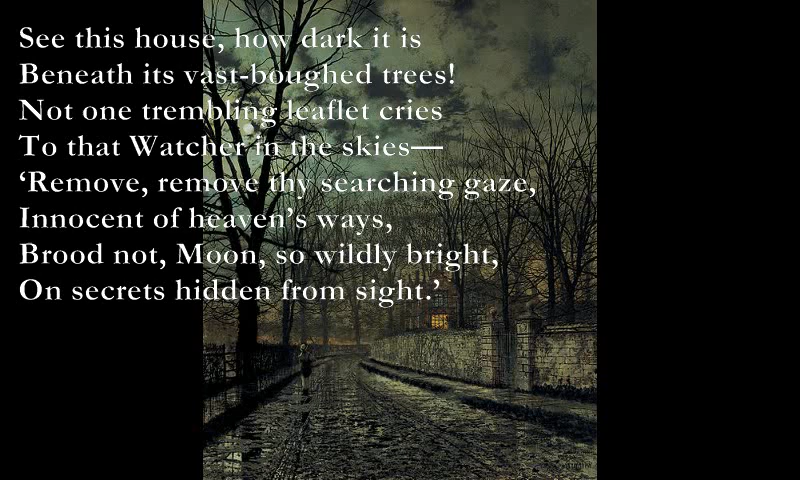 See this house, how dark it is
Beneath its vast-boughed trees!
Not one trembling leaflet cries
To that Watcher in the skies—
‘Remove, remove thy searching gaze,
Innocent of heaven’s ways,
Brood not, Moon, so wildly bright,
On secrets hidden from sight.’